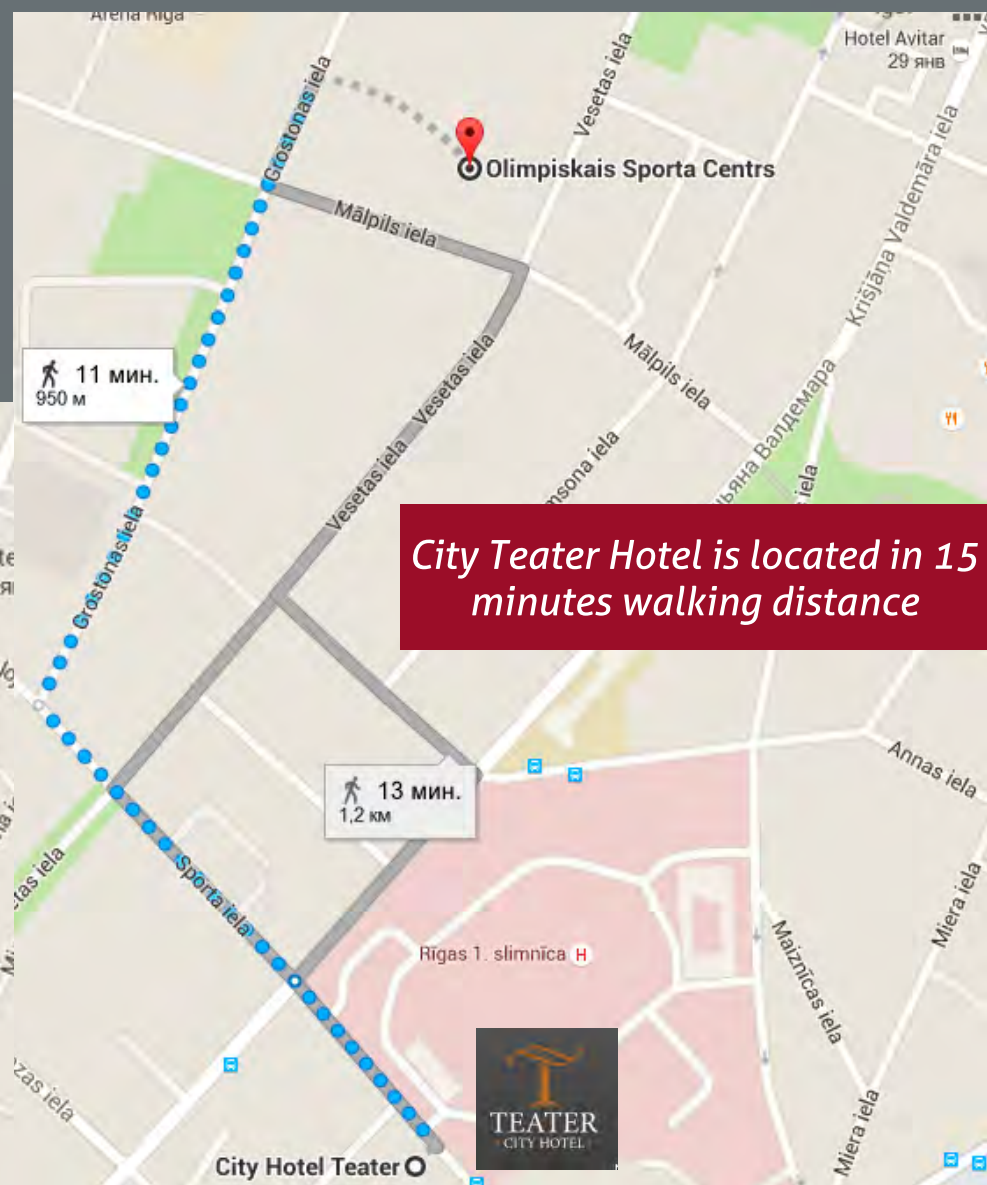 Arena Rīga
Hotel Avitar
29 янв
Vesetas iela
Grostonas iela
Olimpiskais Sporta Centrs
Krišjāņa Valdemāra iela
Mālpils iela
Vesetas iela
Mālpils iela
11 мин.
950 м
Vesetas iela
iela
City Teater Hotel is located in 15
minutes walking distance
Grostonas iela
Annas iela
13 мин.
1,2 км
Sporta iela
Miera iela
Rīgas 1. slimnīca H
Maiznīcas iela
TEATER
CITY HOTEL
Miera iela
City Hotel Teater